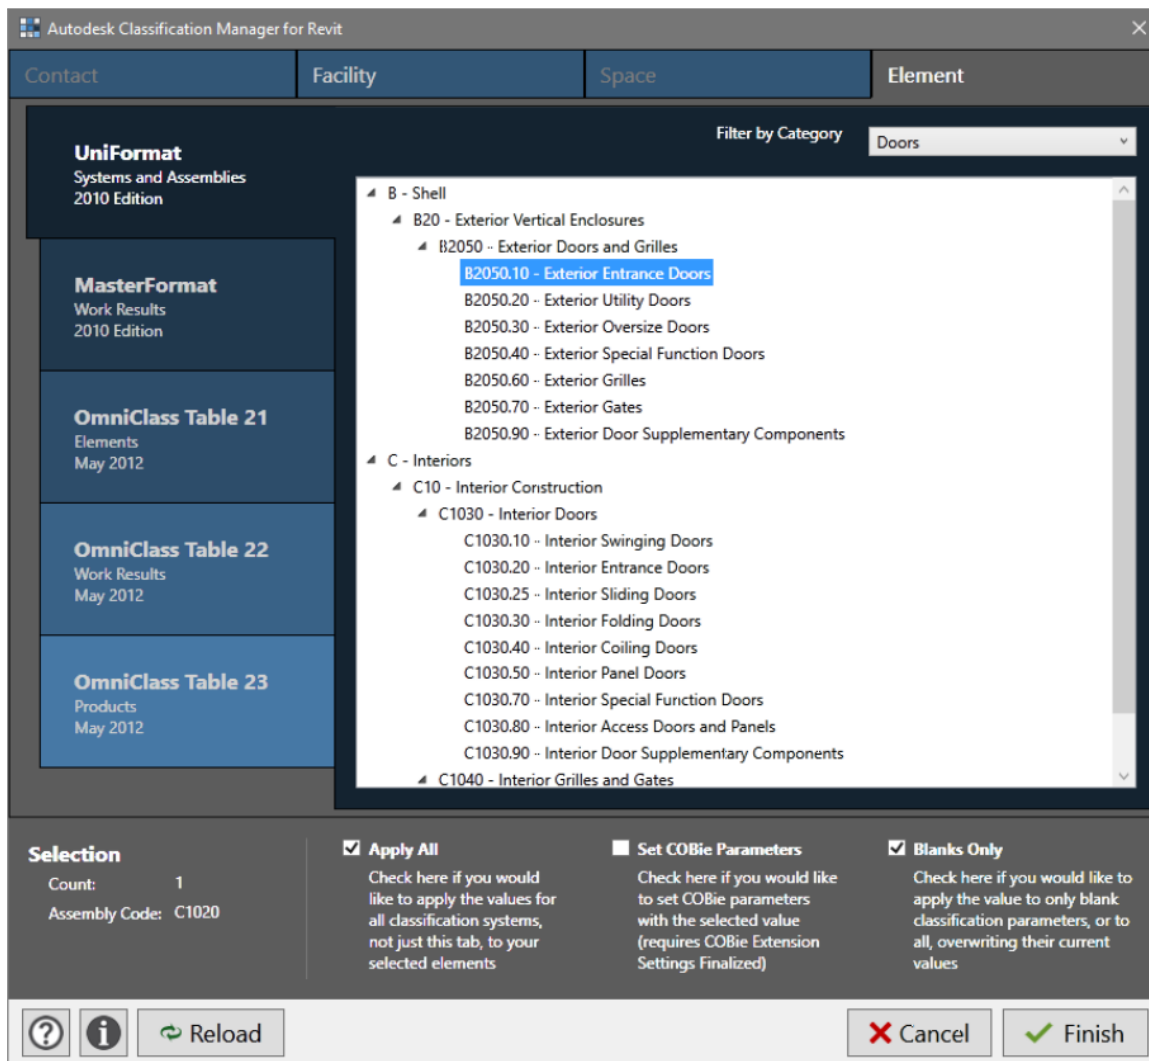 Autodesk Classification Manager for Revit
Contact
Facility
Space
Element
UniFormat
Systems and Assemblies
2010 Edition
MasterFormat
Work Results
2010 Edition
OmniClass Table 21
Elements
May 2012
OmniClass Table 22
Work Results
May 2012
OmniClass Table 23
Products
May 2012
Filter by Category
Doors
B - Shell
B20 - Exterior Vertical Enclosures
B2050 - Exterior Doors and Grilles
B2050.10 - Exterior Entrance Doors
B2050.20 - Exterior Utility Doors
B2050.30 - Exterior Oversize Doors
B2050.40 - Exterior Special Function Doors
B2050.60 - Exterior Grilles
B2050.70 - Exterior Gates
B2050.90 - Exterior Door Supplementary Components
C - Interiors
C10 - Interior Construction
C1030 - Interior Doors
C1030.10 - Interior Swinging Doors
C1030.20 - Interior Entrance Doors
C1030.25 - Interior Sliding Doors
C1030.30 - Interior Folding Doors
C1030.40 - Interior Coiling Doors
C1030.50 - Interior Panel Doors
C1030.70 - Interior Special Function Doors
C1030.80 - Interior Access Doors and Panels
C1030.90 - Interior Door Supplementary Components
C1040 - Interior Grilles and Gates
Selection
Count: 1
Assembly Code: C1020
Apply All
Check here if you would
like to apply the values for
all classification systems,
not just this tab, to your
selected elements
Set COBie Parameters
Check here if you would like
to set COBie parameters
with the selected value
(requires COBie Extension
Settings Finalized)
Blanks Only
Check here if you would like to
apply the value to only blank
classification parameters, or to
all, overwriting their current
values
Reload
Cancel
Finish